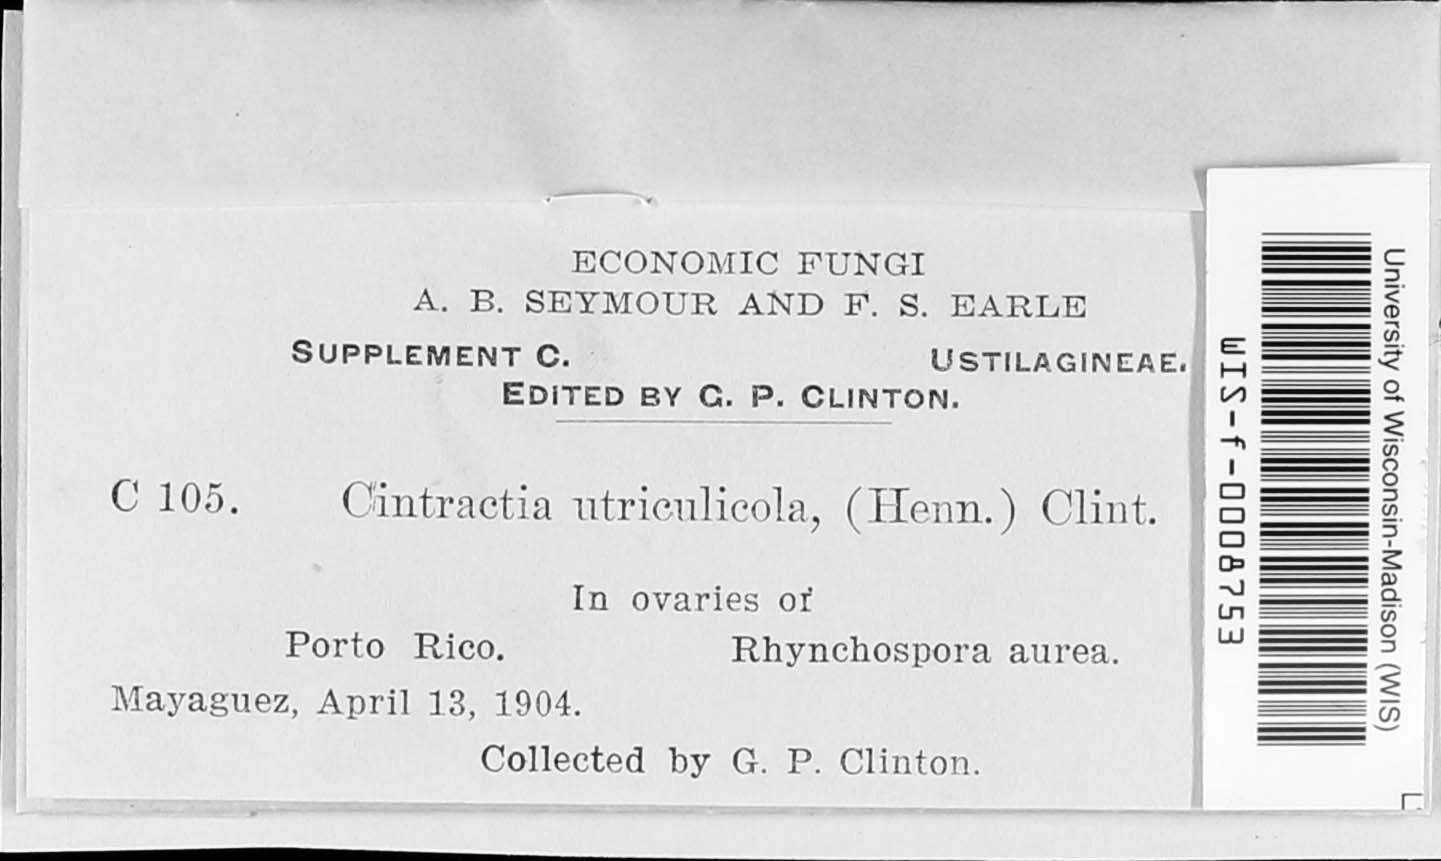 ECONOMIC FUNGI
A. B. SEYMOUR AND F. S. EARLE
SUPPLEMENT C. USTILAGINEAE.
EDITED BY G. P. CLINTON.
C 105. Cintractia utriculicola, (Henn.) Clint.
In ovaries of
Porto Rico. Rhynchospora aurea.
Mayaguez, April 13, 1904.
Collected by G. P. Clinton.
University of Wisconsin-Madison (WIS)
WIS-f-0008753